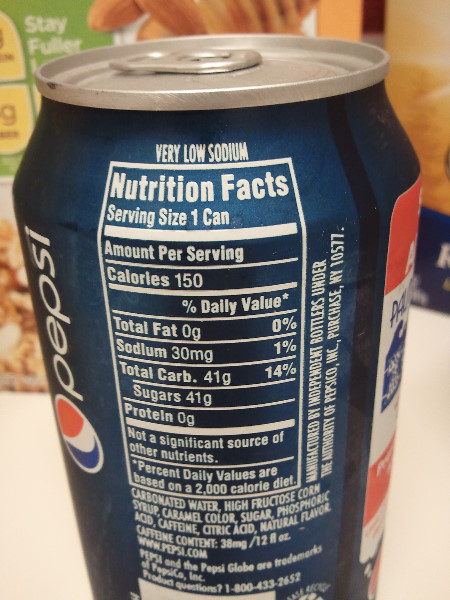 Stay
Fuller
VERY LOW SODIUM
Nutrition Facts
Serving Size 1 Can
Amount Per Serving
Calories 150
% Daily Value*
Total Fat 0g 0%
Sodium 30mg 1%
Total Carb. 41g 14%
Sugars 41g
Protein 0g
Not a significant source of
other nutrients.
*Percent Daily Values are
based on a 2,000 calorie diet.
CARBONATED WATER, HIGH FRUCTOSE CORN
SYRUP, CARAMEL COLOR, SUGAR, PHOSPHORIC
ACID, CAFFEINE, CITRIC ACID, NATURAL FLAVOR.
CAFFEINE CONTENT: 38mg/12 fl oz.
WWW.PEPSI.COM
PEPSI and the Pepsi Globe are trademarks
of PepsiCo, Inc.
Product questions? 1-800-433-2652
MANUFACTURED BY INDEPENDENT BOTTLERS UNDER
THE AUTHORITY OF PEPSICO, INC., PURCHASE, NY 10577.
pepsi